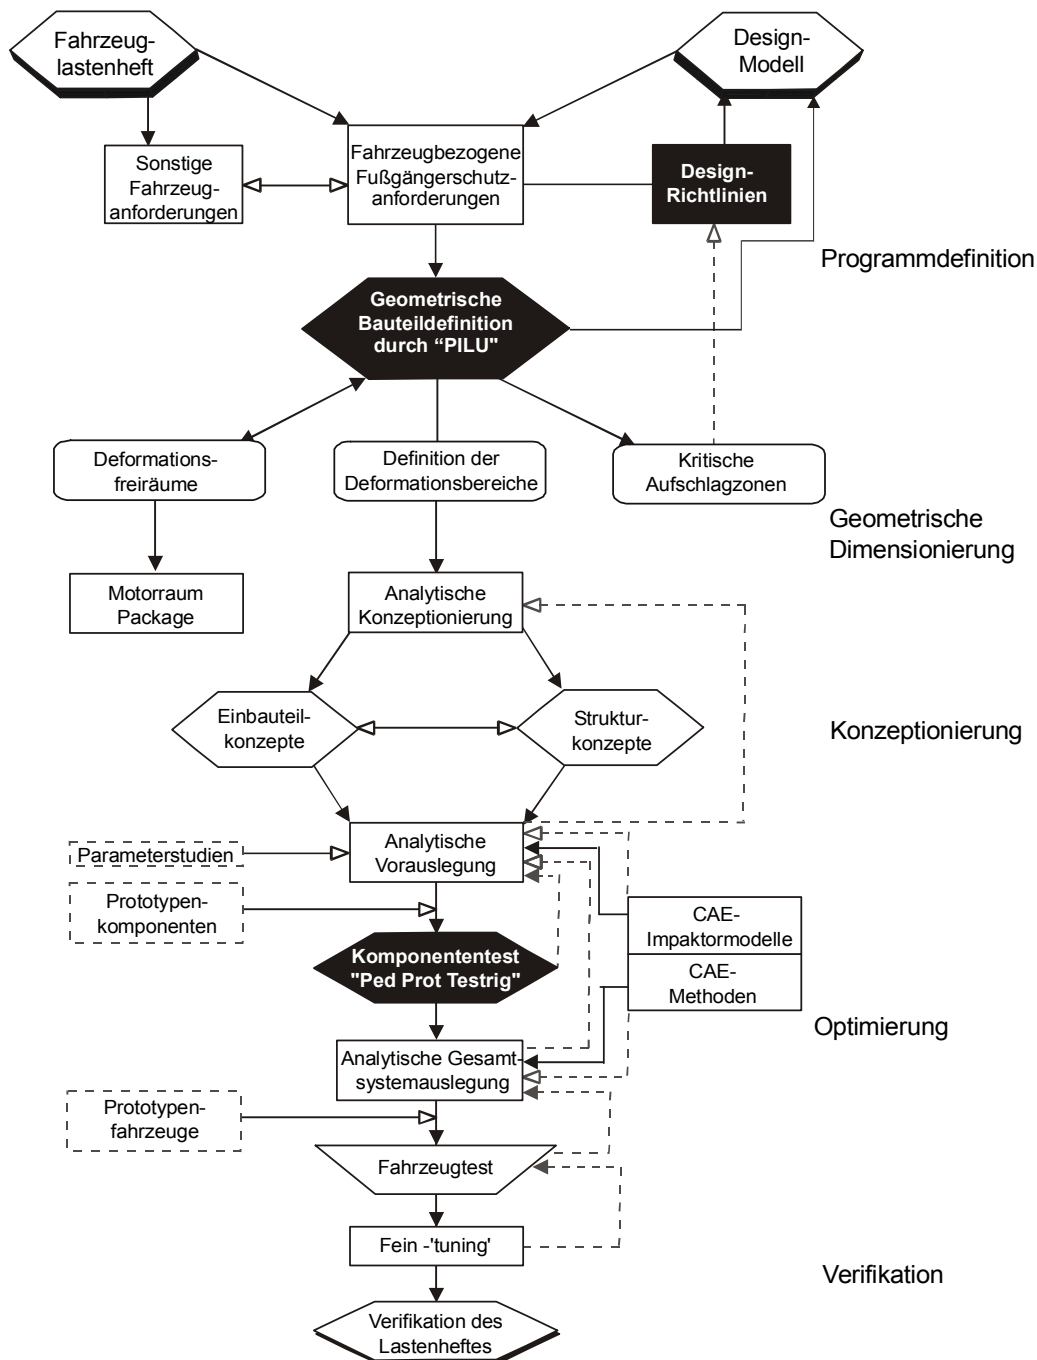 Fahrzeug-
lastenheft
Design-
Modell
Sonstige
Fahrzeug-
anforderungen
Fahrzeugbezogene
Fußgängerschutz-
anforderungen
Design-
Richtlinien
Programmdefinition
Geometrische
Bauteildefinition
durch “PILU"
Deformations-
freiräume
Definition der
Deformationsbereiche
Kritische
Aufschlagzonen
Geometrische
Dimensionierung
Motorraum
Package
Analytische
Konzeptionierung
Einbauteil-
konzepte
Struktur-
konzepte
Konzeptionierung
Analytische
Vorauslegung
Parameterstudien
Prototypen-
komponenten
CAE-
Impaktormodelle
CAE-
Methoden
Komponententest
"Ped Prot Testrig"
Optimierung
Analytische Gesamt-
systemauslegung
Prototypen-
fahrzeuge
Fahrzeugtest
Fein -'tuning'
Verifikation
Verifikation des
Lastenheftes